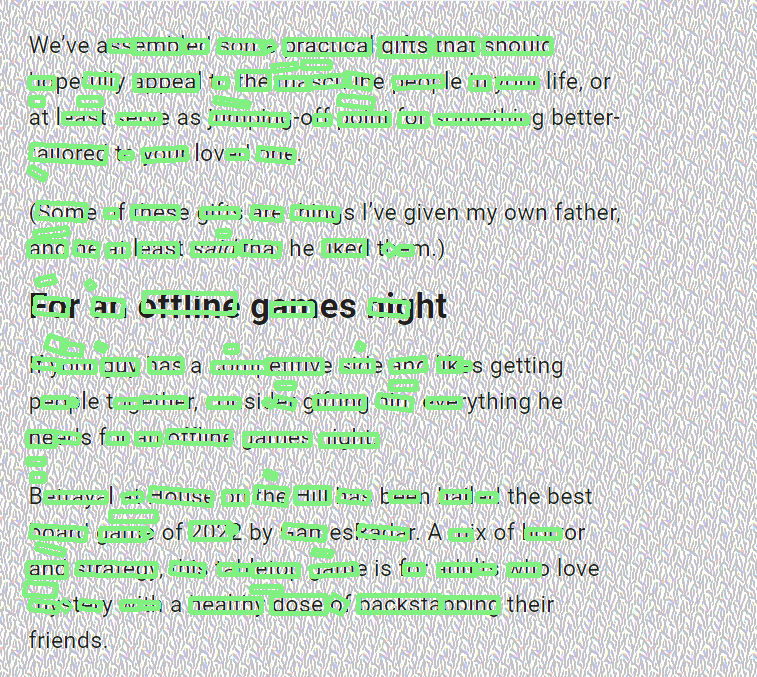 We've assembled some practical gifts that should
hopefully appeal to the masculine people in your life, or
at least serve as jumping-off point for something better-
tailored to your loved one.
(Some of these gifts are things I've given my own father,
and he at least said that he liked them.)
For an offline games night
If your guy has a competitive side and likes getting
people together, consider gifting him everything he
needs for an offline games night.
Betrayal at House on the Hill has been hailed the best
board game of 2022 by GamesRadar. A mix of horror
and strategy, this tabletop game is for adults who love
mystery with a healthy dose of backstapping their
friends.